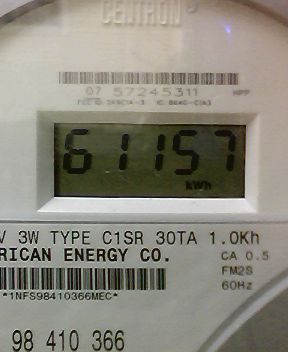 CENTRON
07 57245311
HPP
61157
kWh
V 3W TYPE C1SR 30TA 1.0Kh
RICAN ENERGY CO.
CA 0.5
FM2S
60Hz
*1NFS98410366MEC*
98 410 366